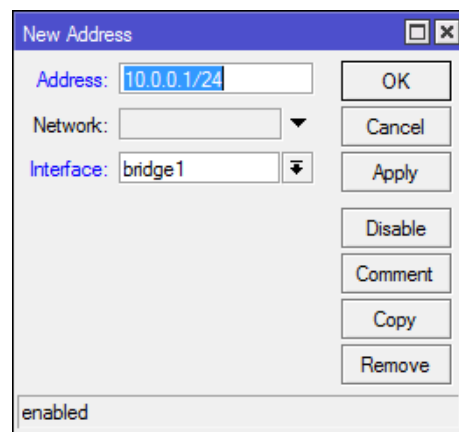 New Address
Address: 10.0.0.1/24
OK
Network:
Cancel
Interface: bridge1
Apply
Disable
Comment
Copy
Remove
enabled